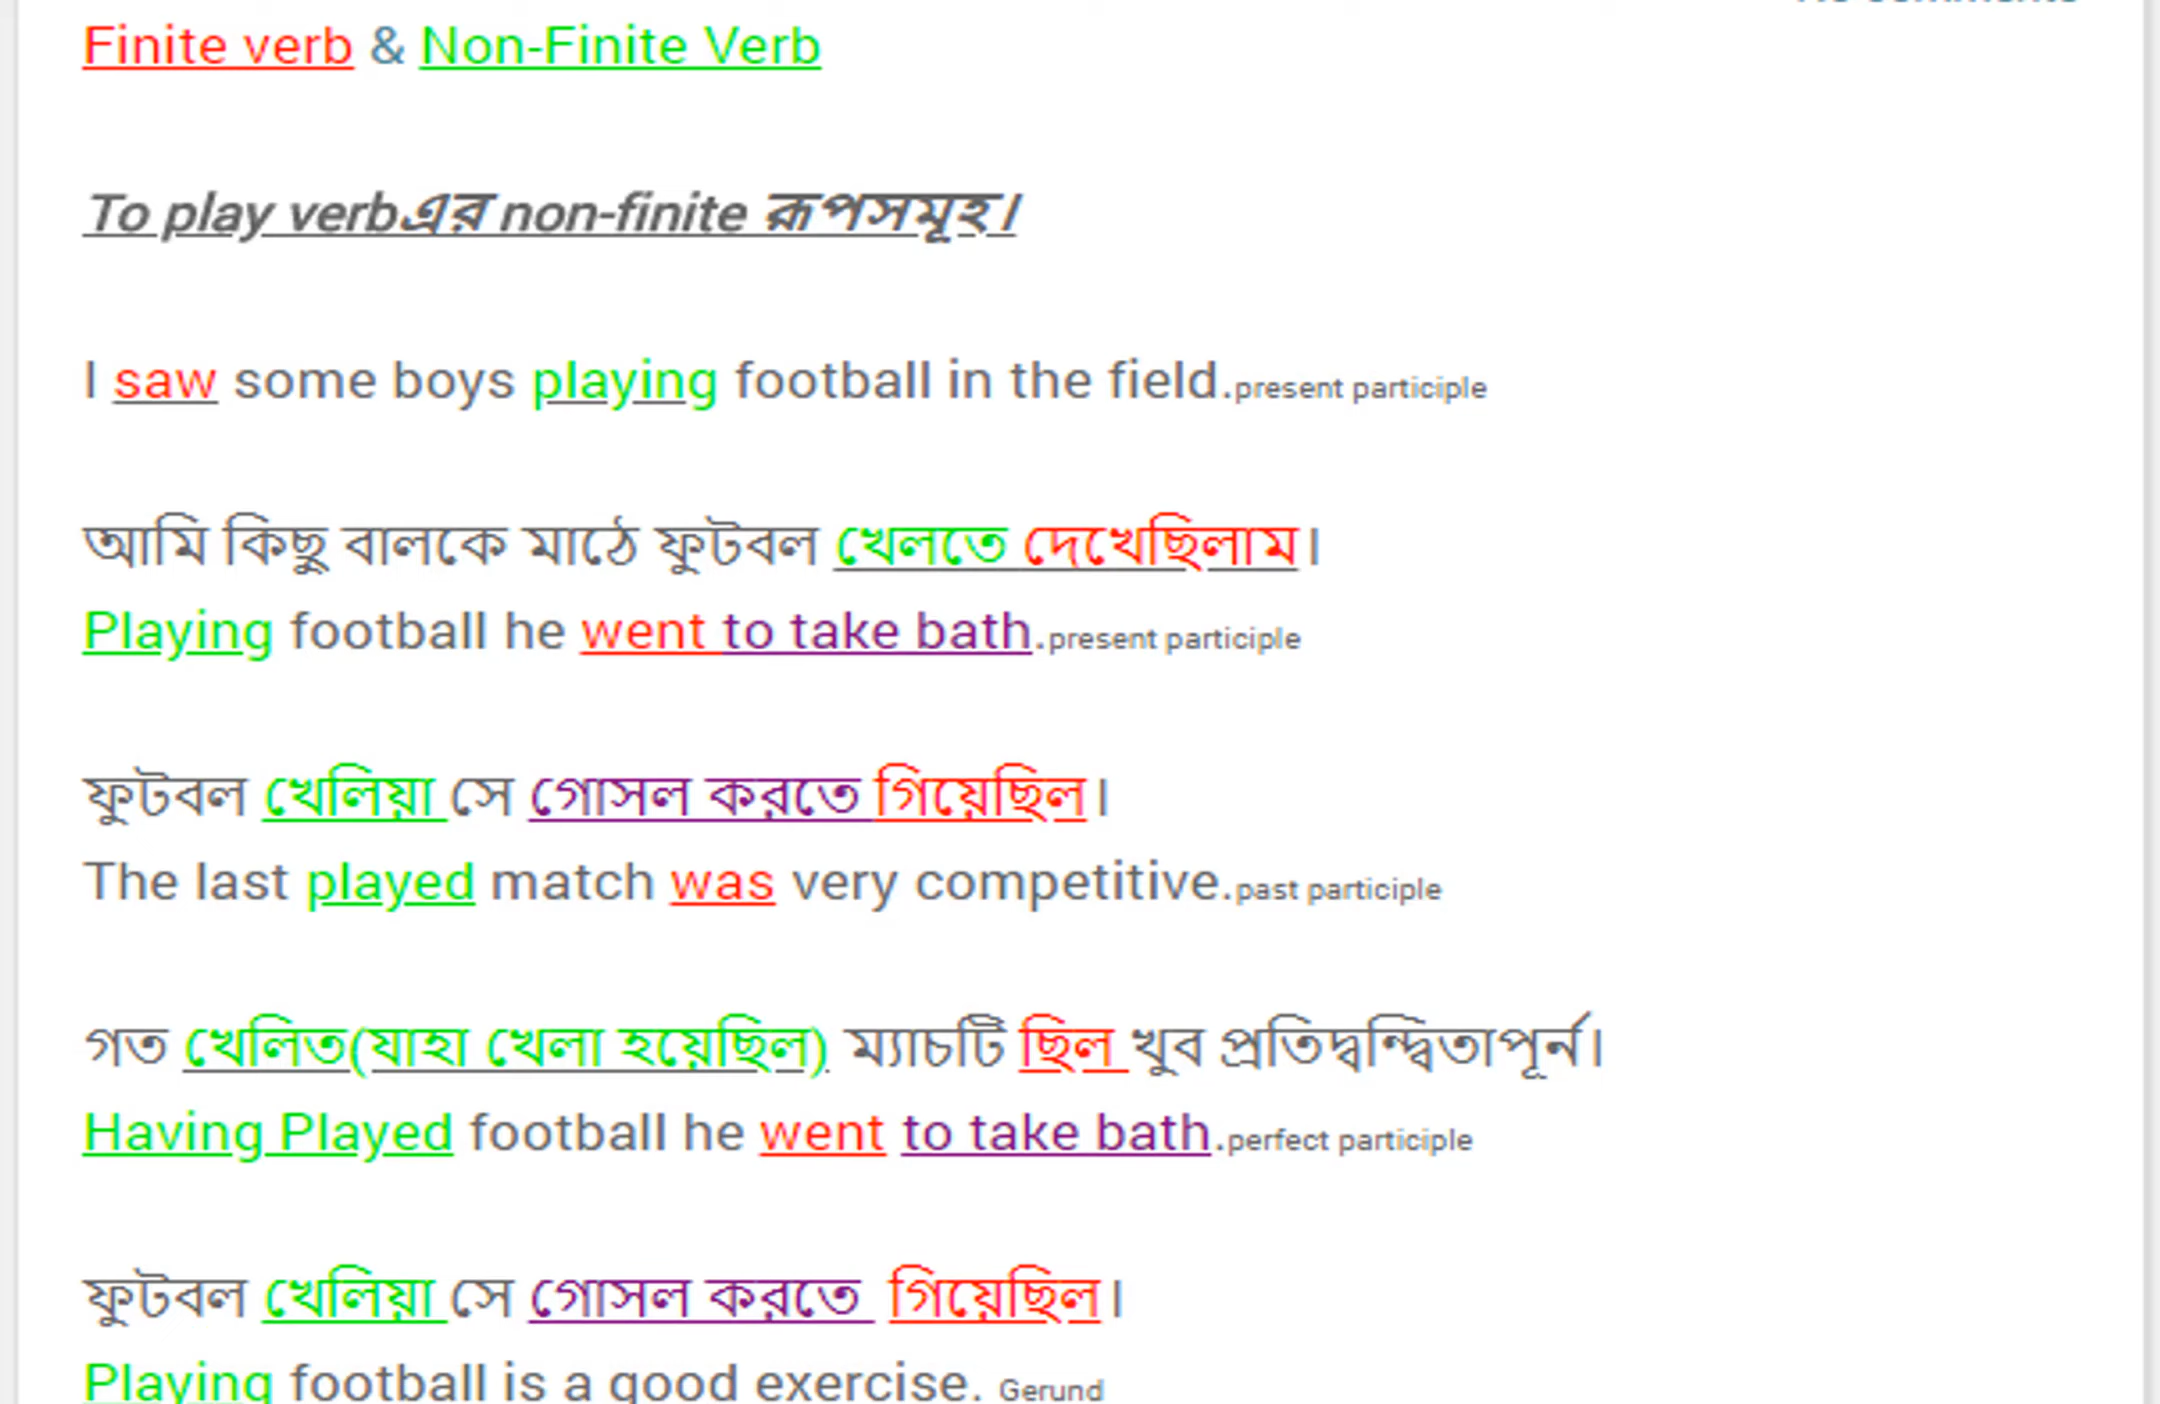 Finite verb & Non-Finite Verb
To play verbএর non-finite রূপসমূহ।
I saw some boys playing football in the field.present participle
আমি কিছু বালকে মাঠে ফুটবল খেলতে দেখেছিলাম।
Playing football he went to take bath.present participle
ফুটবল খেলিয়া সে গোসল করতে গিয়েছিল।
The last played match was very competitive.past participle
গত খেলিত(যাহা খেলা হয়েছিল) ম্যাচটি ছিল খুব প্রতিদ্বন্দ্বিতাপূর্ন।
Having Played football he went to take bath.perfect participle
ফুটবল খেলিয়া সে গোসল করতে গিয়েছিল।
Playing football is a good exercise. Gerund